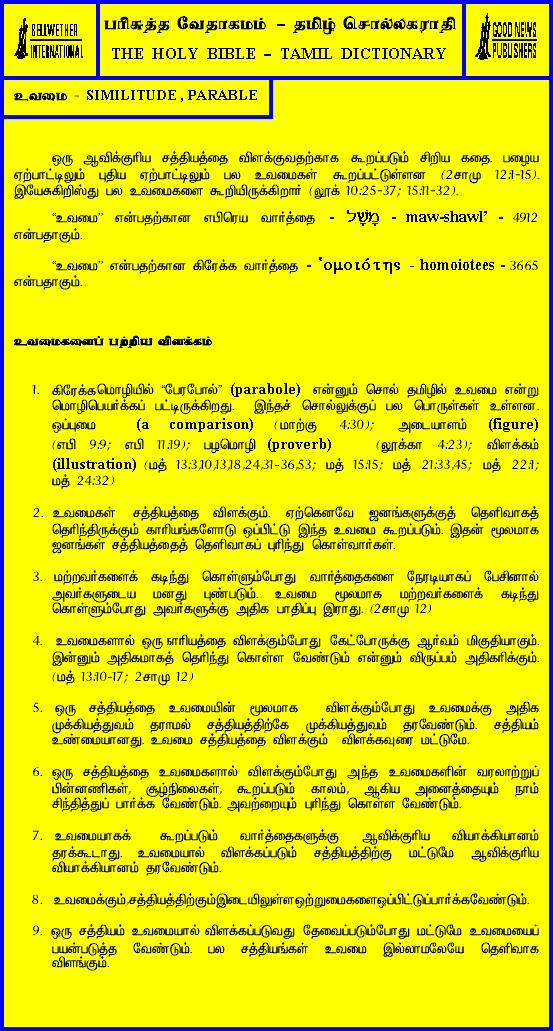 BELLWETHER
INTERNATIONAL
பரிசுத்த வேதாகமம் – தமிழ் சொல்லகராதி
THE HOLY BIBLE – TAMIL DICTIONARY
GOOD NEWS
PUBLISHERS
உவமை - SIMILITUDE , PARABLE
ஒரு ஆவிக்குரிய சத்தியத்தை விளக்குவதற்காக கூறப்படும் சிறிய கதை. பழைய
ஏற்பாட்டிலும் புதிய ஏற்பாட்டிலும் பல உவமைகள் கூறப்பட்டுள்ளன (2சாமு 12:1-15).
இயேசுகிறிஸ்து பல உவமைகளை கூறியிருக்கிறார் (லூக் 10:25-37; 15:11-32).
“உவமை” என்பதற்கான எபிரெய வார்த்தை - מָשָׁל - maw-shawl’ - 4912
என்பதாகும்.
“உவமை” என்பதற்கான கிரேக்க வார்த்தை - ὁμοιότης - homoiotees - 3665
என்பதாகும்.
உவமைகளைப் பற்றிய விளக்கம்
1. கிரேக்கமொழியில் “பேரபோல்” (parabole) என்னும் சொல் தமிழில் உவமை என்று
மொழிபெயர்க்கப் பட்டிருக்கிறது. இந்தச் சொல்லுக்குப் பல பொருள்கள் உள்ளன.
ஒப்புமை (a comparison) (மாற்கு 4:30); அடையாளம் (figure)
(எபி 9:9; எபி 11:19); பழமொழி (proverb) (லூக்கா 4:23); விளக்கம்
(illustration) (மத் 13:3,10,13,18,24,31-36,53; மத் 15:15; மத் 21:33,45; மத் 22:1;
மத் 24:32)
2. உவமைகள் சத்தியத்தை விளக்கும். ஏற்கெனவே ஜனங்களுக்குத் தெளிவாகத்
தெரிந்திருக்கும் காரியங்களோடு ஒப்பிட்டு இந்த உவமை கூறப்படும். இதன் மூலமாக
ஜனங்கள் சத்தியத்தைத் தெளிவாகப் புரிந்து கொள்வார்கள்.
3. மற்றவர்களைக் கடிந்து கொள்ளும்போது வார்த்தைகளை நேரடியாகப் பேசினால்
அவர்களுடைய மனது புண்படும். உவமை மூலமாக மற்றவர்களைக் கடிந்து
கொள்ளும்போது அவர்களுக்கு அதிக பாதிப்பு இராது. (2சாமு 12)
4. உவமைகளால் ஒரு காரியத்தை விளக்கும்போது கேட்போருக்கு ஆர்வம் மிகுதியாகும்.
இன்னும் அதிகமாகத் தெரிந்து கொள்ள வேண்டும் என்னும் விருப்பம் அதிகரிக்கும்.
(மத் 13:10-17; 2சாமு 12)
5. ஒரு சத்தியத்தை உவமையின் மூலமாக விளக்கும்போது உவமைக்கு அதிக
முக்கியத்துவம் தராமல் சத்தியத்திற்கே முக்கியத்துவம் தரவேண்டும். சத்தியம்
உண்மையானது. உவமை சத்தியத்தை விளக்கும் விளக்கவுரை மட்டுமே.
6. ஒரு சத்தியத்தை உவமைகளால் விளக்கும்போது அந்த உவமைகளின் வரலாற்றுப்
பின்னணிகள், சூழ்நிலைகள், கூறப்படும் காலம், ஆகிய அனைத்தையும் நாம்
சிந்தித்துப் பார்க்க வேண்டும். அவற்றையும் புரிந்து கொள்ள வேண்டும்.
7. உவமையாகக் கூறப்படும் வார்த்தைகளுக்கு ஆவிக்குரிய வியாக்கியானம்
தரக்கூடாது. உவமையால் விளக்கப்படும் சத்தியத்திற்கு மட்டுமே ஆவிக்குரிய
வியாக்கியானம் தரவேண்டும்.
8. உவமைக்கும்,சத்தியத்திற்கும்இடையிலுள்ளஒற்றுமைகளைஒப்பிட்டுப்பார்க்கவேண்டும்.
9. ஒரு சத்தியம் உவமையால் விளக்கப்படுவது தேவைப்படும்போது மட்டுமே உவமையைப்
பயன்படுத்த வேண்டும். பல சத்தியங்கள் உவமை இல்லாமலேயே தெளிவாக
விளங்கும்.